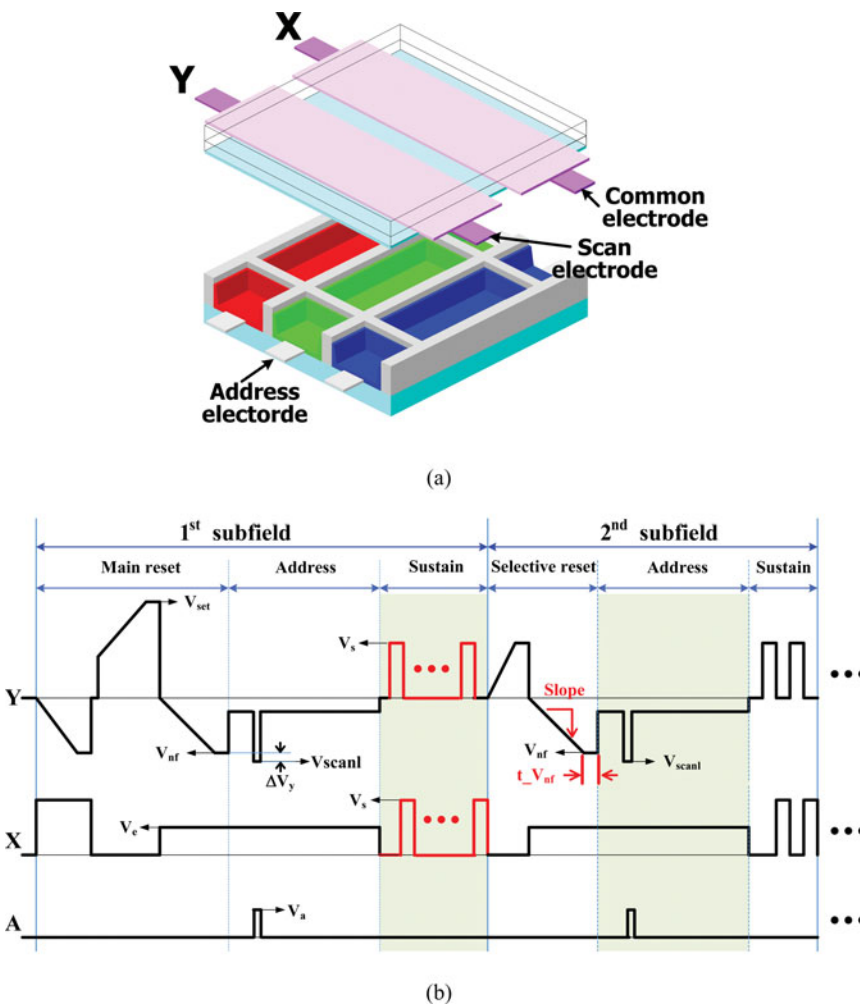 X
Y
Common
electrode
Scan
electrode
Address
electorde
(a)
1st subfield
2nd subfield
Main reset
Address
Sustain
Selective reset
Address
Sustain
Vset
Vs
•••
Slope
•••
Y
Vnf
Vscanl
ΔVy
Vnf
Vscanl
t_Vnf
Vs
Ve
•••
•••
X
Va
A
•••
(b)